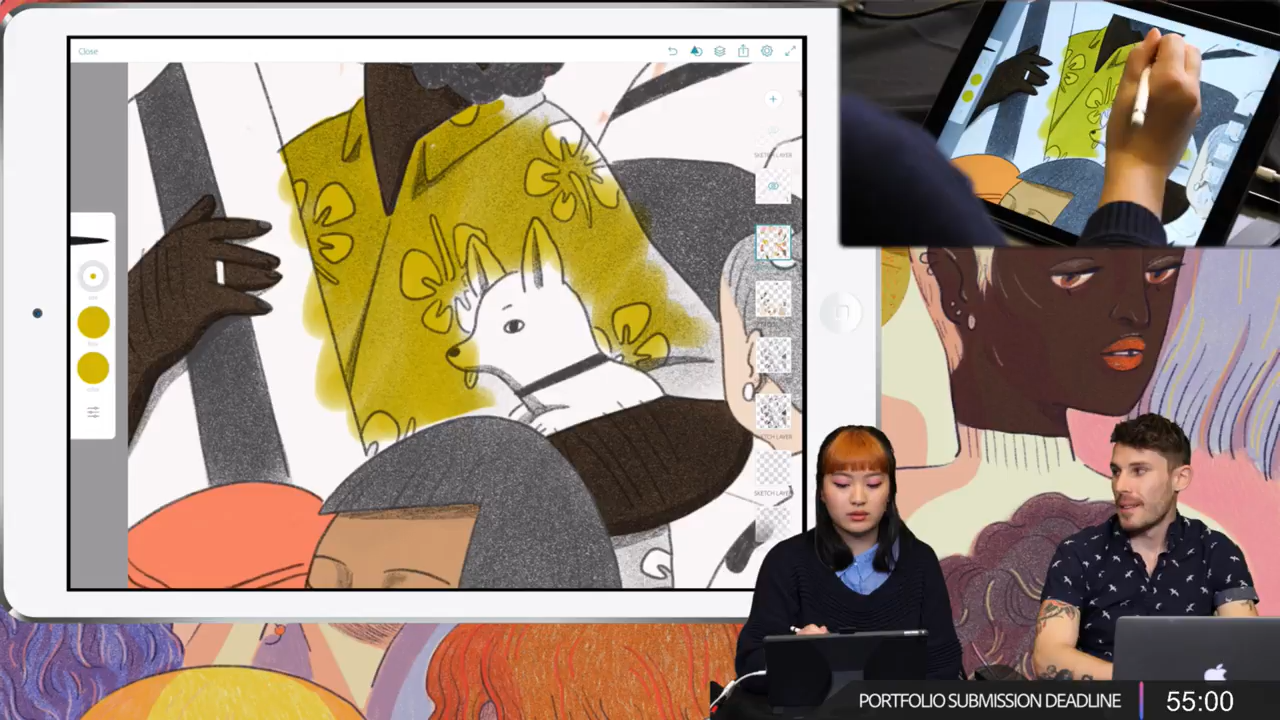 Close
SKETCH LAYER
SKETCH LAYER
SKETCH LAYER
PORTFOLIO SUBMISSION DEADLINE
55:00